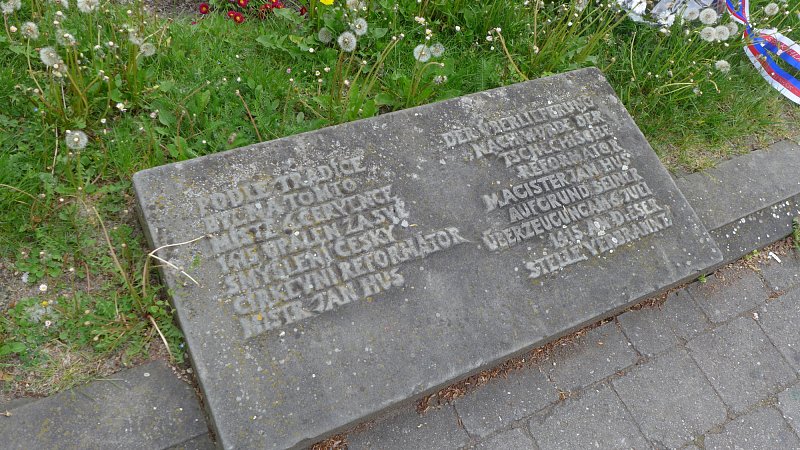 PODLE TRADICE
BYL NA TOMTO
MÍSTĚ 6. ČERVENCE
1415 UPÁLEN ZA SVÉ
SMÝŠLENÍ ČESKÝ
CÍRKEVNÍ REFORMÁTOR
MISTR JAN HUS
DER ÜBERLIEFERUNG
NACH WURDE DER
TSCHECHISCHE
REFORMATOR
MAGISTER JAN HUS
AUFGRUND SEINER
ÜBERZEUGUNG AM 6. JULI
1415 AN DIESER
STELLE VERBRANNT